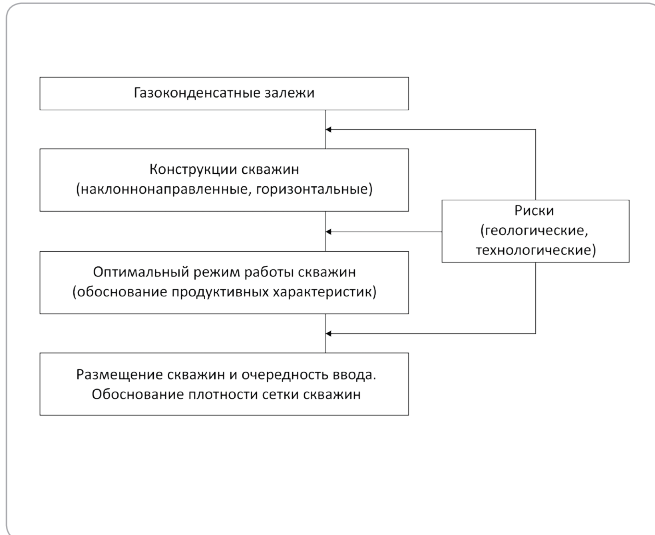 Газоконденсатные залежи
Конструкции скважин
(наклоннонаправленные, горизонтальные)
Риски
(геологические,
технологические)
Оптимальный режим работы скважин
(обоснование продуктивных характеристик)
Размещение скважин и очередность ввода.
Обоснование плотности сетки скважин